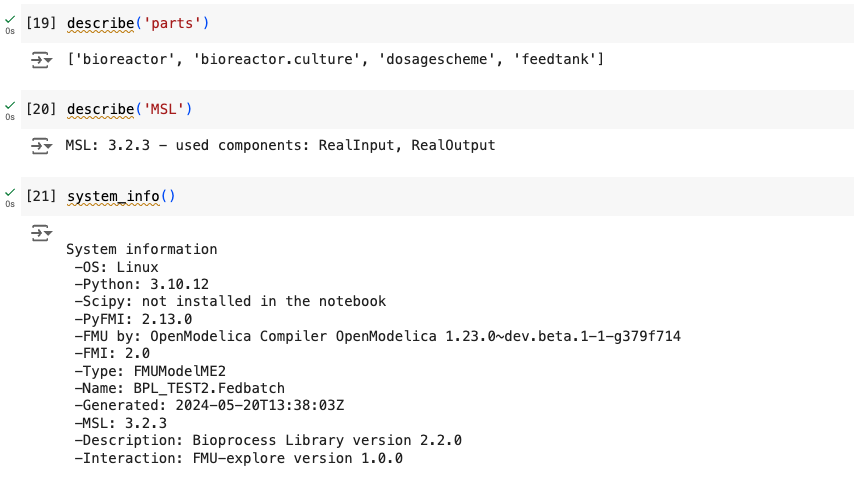 [19] describe('parts')
0s
['bioreactor', 'bioreactor.culture', 'dosagescheme', 'feedtank']
[20] describe('MSL')
0s
MSL: 3.2.3 – used components: RealInput, RealOutput
[21] system_info()
0s
System information
-OS: Linux
-Python: 3.10.12
-Scipy: not installed in the notebook
-PyFMI: 2.13.0
-FMU by: OpenModelica Compiler OpenModelica 1.23.0~dev.beta.1-1-g379f714
-FMI: 2.0
-Type: FMUModelME2
-Name: BPL_TEST2.Fedbatch
-Generated: 2024-05-20T13:38:03Z
-MSL: 3.2.3
-Description: Bioprocess Library version 2.2.0
-Interaction: FMU-explore version 1.0.0